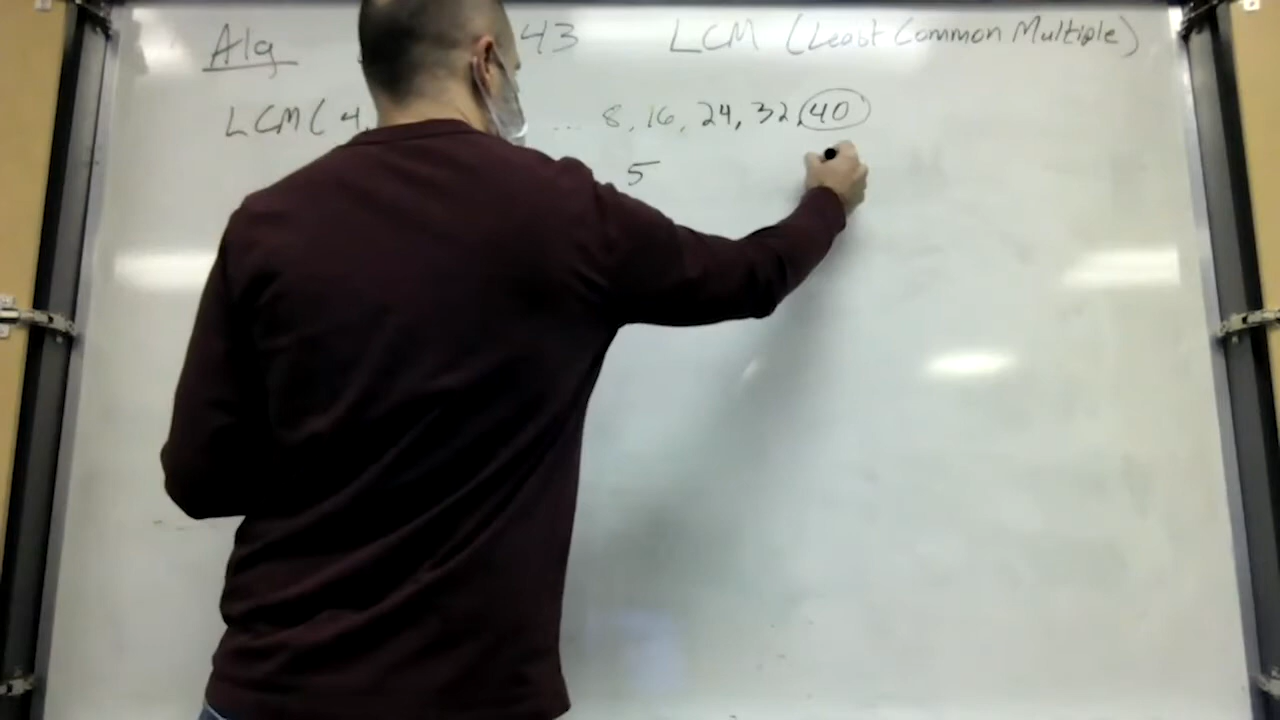 Alg 43 LCM (Least Common Multiple)
LCM ( 4, ... 8, 16, 24, 32, 40
5